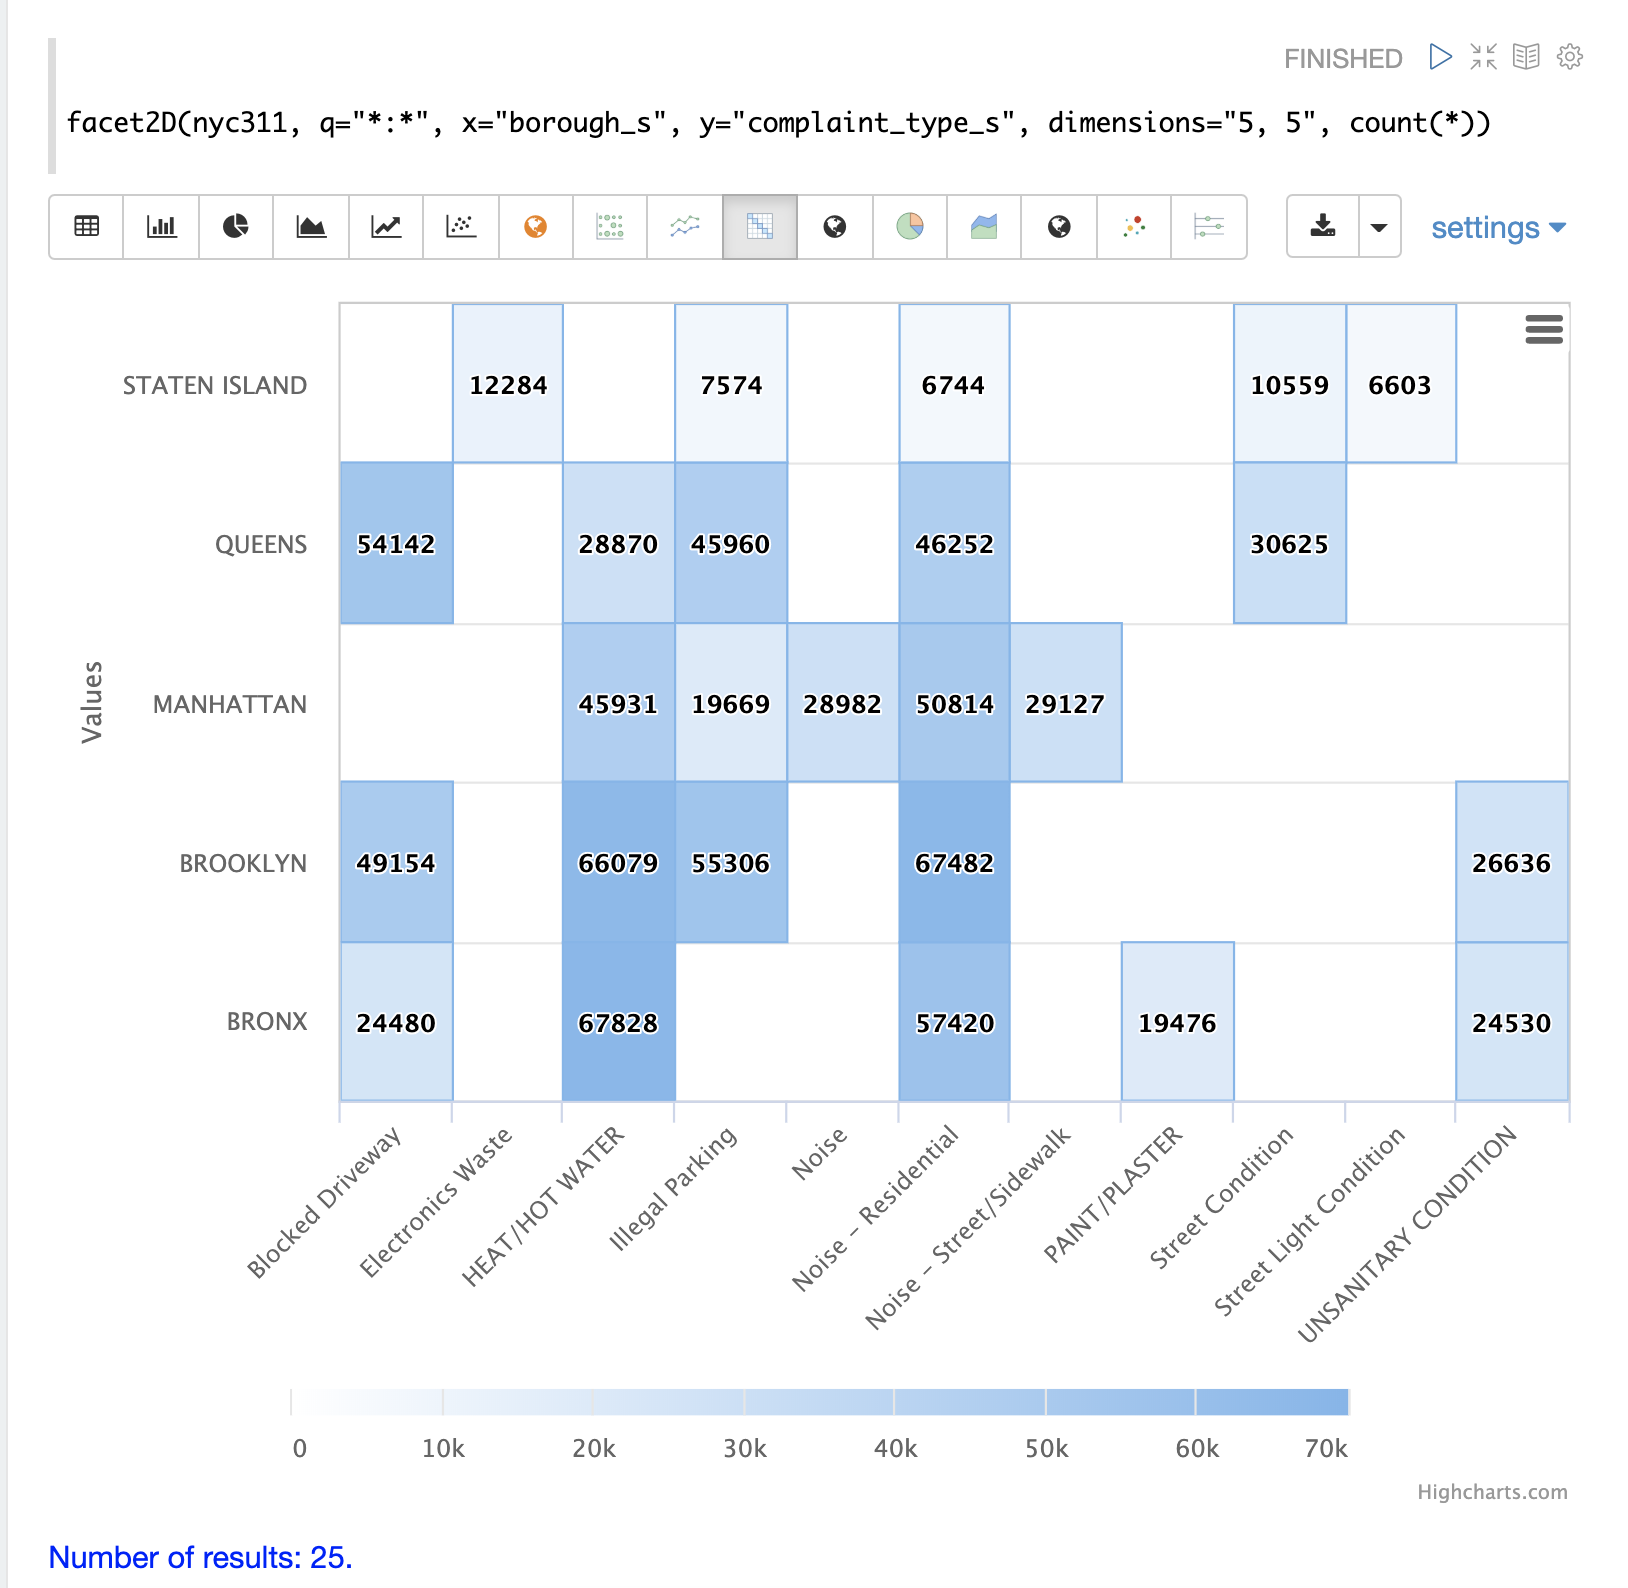 FINISHED
facet2D(nyc311, q="*:*", x="borough_s", y="complaint_type_s", dimensions="5, 5", count(*))
settings
STATEN ISLAND 12284 7574 6744 10559 6603
QUEENS 54142 28870 45960 46252 30625
Values
MANHATTAN 45931 19669 28982 50814 29127
BROOKLYN 49154 66079 55306 67482 26636
BRONX 24480 67828 57420 19476 24530
Blocked Driveway
Electronics Waste
HEAT/HOT WATER
Illegal Parking
Noise
Noise – Residential
Noise – Street/Sidewalk
PAINT/PLASTER
Street Condition
Street Light Condition
UNSANITARY CONDITION
0 10k 20k 30k 40k 50k 60k 70k
Highcharts.com
Number of results: 25.